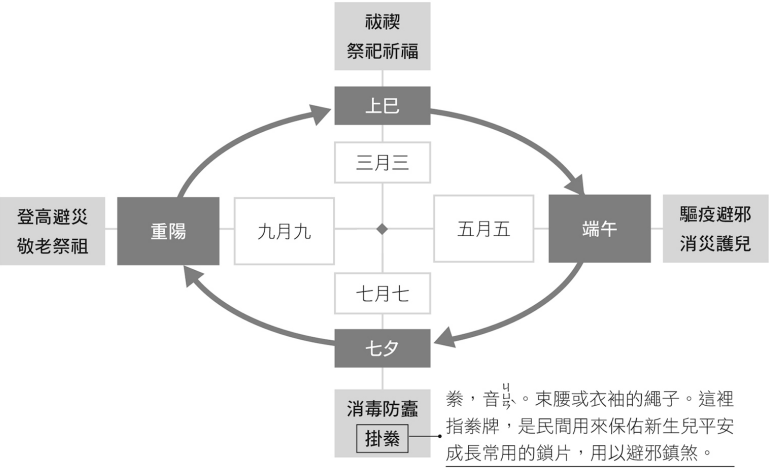 祓禊
祭祀祈福
上巳
三月三
登高避災
敬老祭祖
重陽
九月九
五月五
端午
驅疫避邪
消災護兒
七月七
七夕
消毒防蠹
掛絭
絭，音ㄐㄩㄢˋ。束腰或衣袖的繩子。這裡
指絭牌，是民間用來保佑新生兒平安
成長常用的鎖片，用以避邪鎮煞。